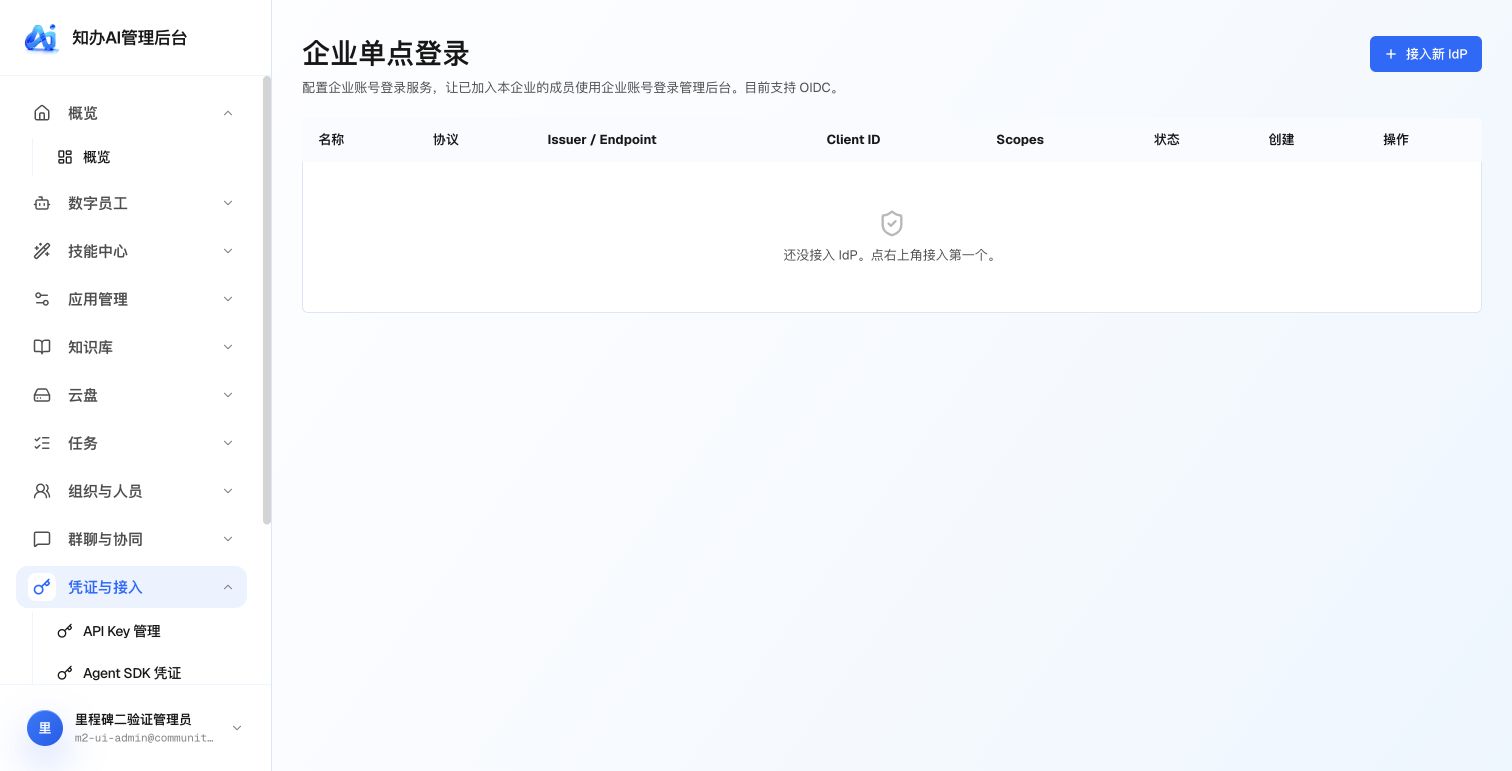 知办AI管理后台
概览
概览
数字员工
技能中心
应用管理
知识库
云盘
任务
组织与人员
群聊与协同
凭证与接入
API Key 管理
Agent SDK 凭证
里
里程碑二验证管理员
m2-ui-admin@communit…
企业单点登录
接入新 IdP
配置企业账号登录服务，让已加入本企业的成员使用企业账号登录管理后台。目前支持 OIDC。
名称 协议 Issuer / Endpoint Client ID Scopes 状态 创建 操作
还没接入 IdP。点右上角接入第一个。